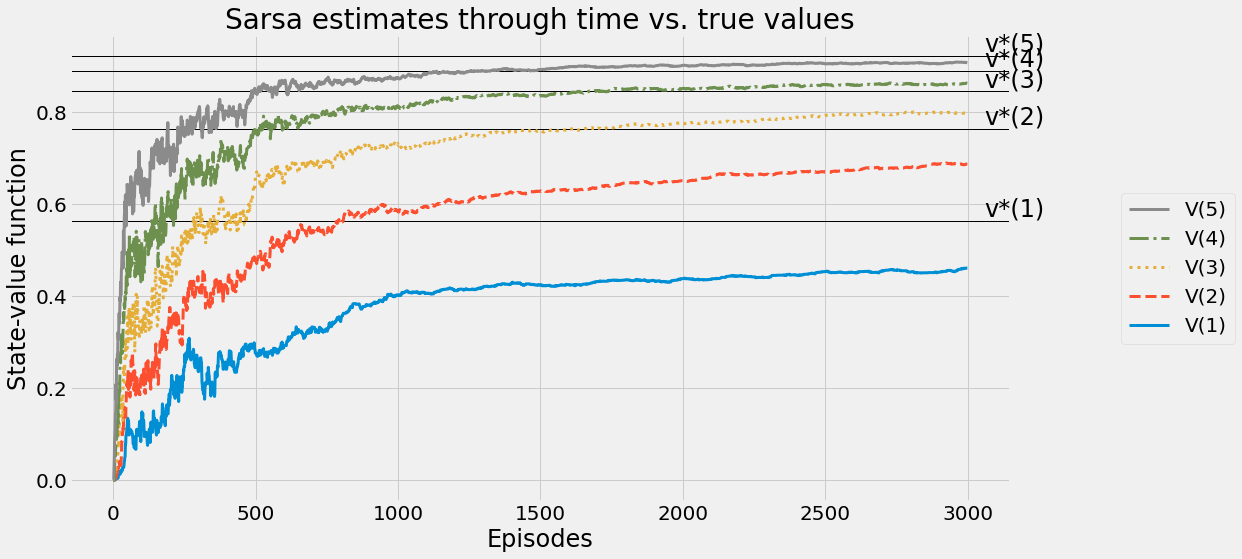 Sarsa estimates through time vs. true values
v*(5)
v*(4)
v*(3)
v*(2)
v*(1)
State-value function
0.8
0.6
0.4
0.2
0.0
0 500 1000 1500 2000 2500 3000
Episodes
V(5)
V(4)
V(3)
V(2)
V(1)